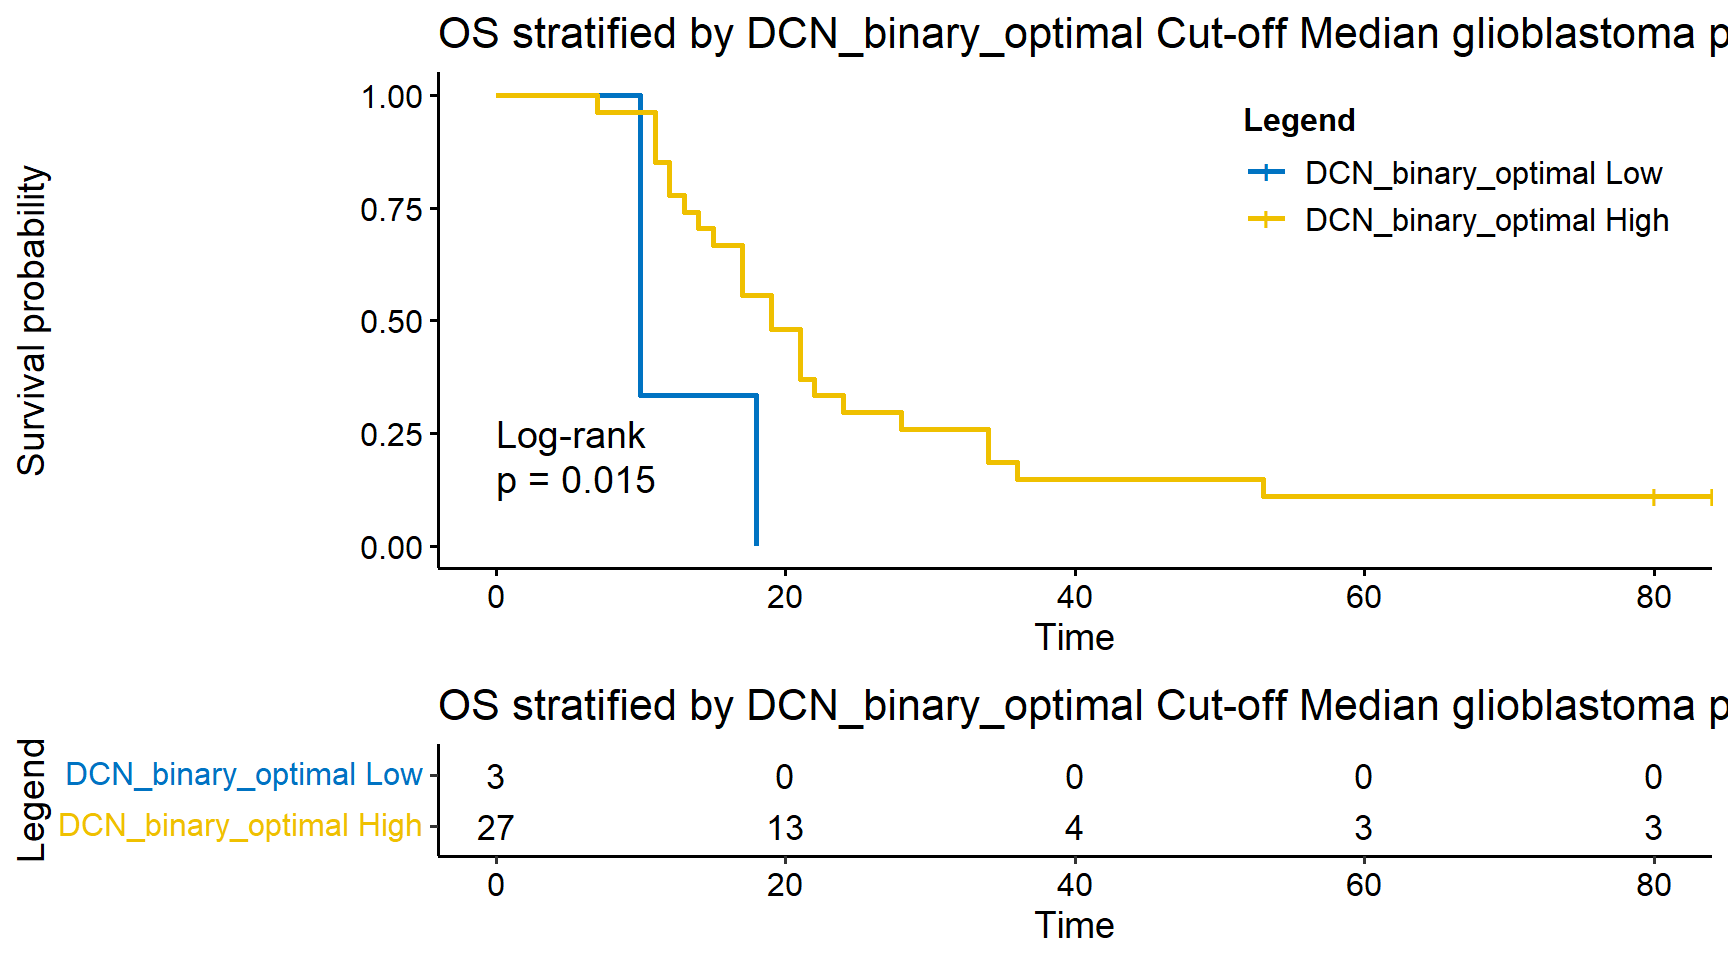 OS stratified by DCN_binary_optimal Cut-off Median glioblastoma p
Survival probability
1.00
0.75
0.50
0.25
0.00
Legend
DCN_binary_optimal Low
DCN_binary_optimal High
Log-rank
p = 0.015
0 20 40 60 80
Time
OS stratified by DCN_binary_optimal Cut-off Median glioblastoma p
Legend
DCN_binary_optimal Low 3 0 0 0 0
DCN_binary_optimal High 27 13 4 3 3
0 20 40 60 80
Time